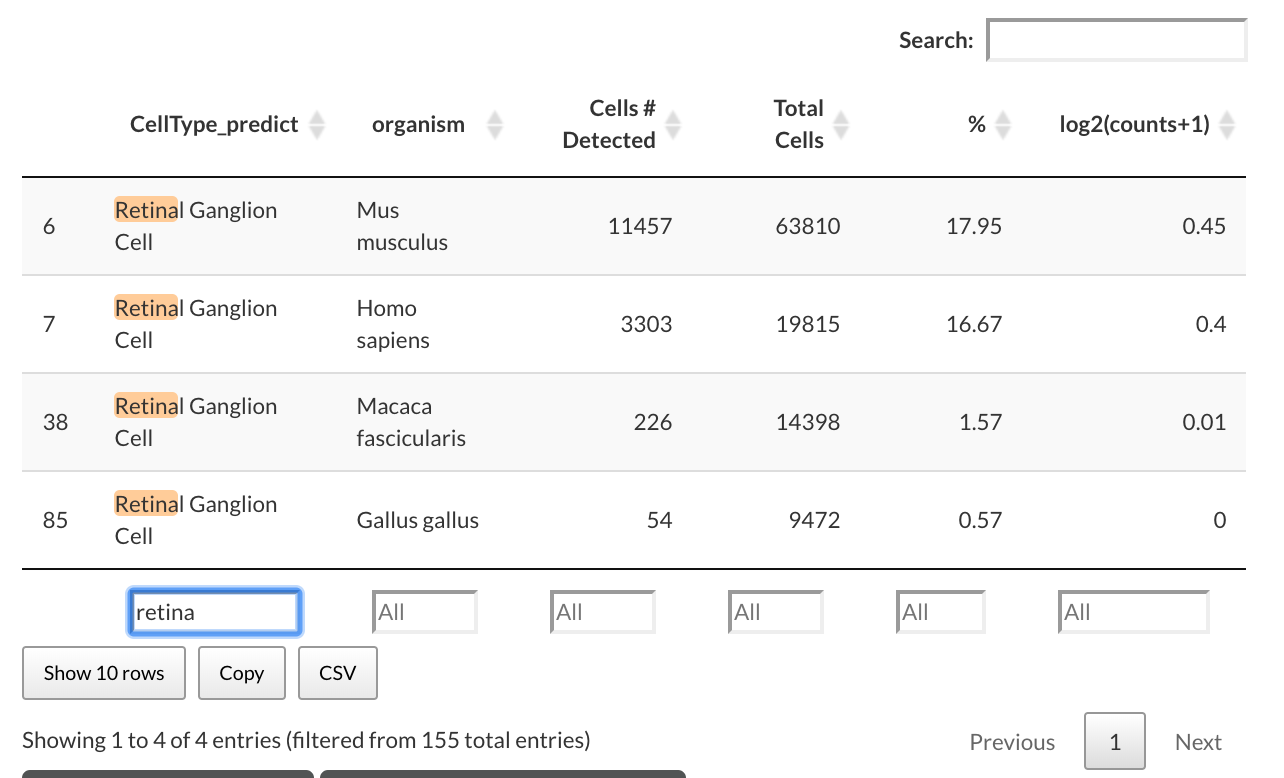 Search:
CellType_predict organism Cells # Detected Total Cells % log2(counts+1)
6 Retinal Ganglion Cell Mus musculus 11457 63810 17.95 0.45
7 Retinal Ganglion Cell Homo sapiens 3303 19815 16.67 0.4
38 Retinal Ganglion Cell Macaca fascicularis 226 14398 1.57 0.01
85 Retinal Ganglion Cell Gallus gallus 54 9472 0.57 0
retina All All All All All
Show 10 rows Copy CSV
Showing 1 to 4 of 4 entries (filtered from 155 total entries) Previous 1 Next